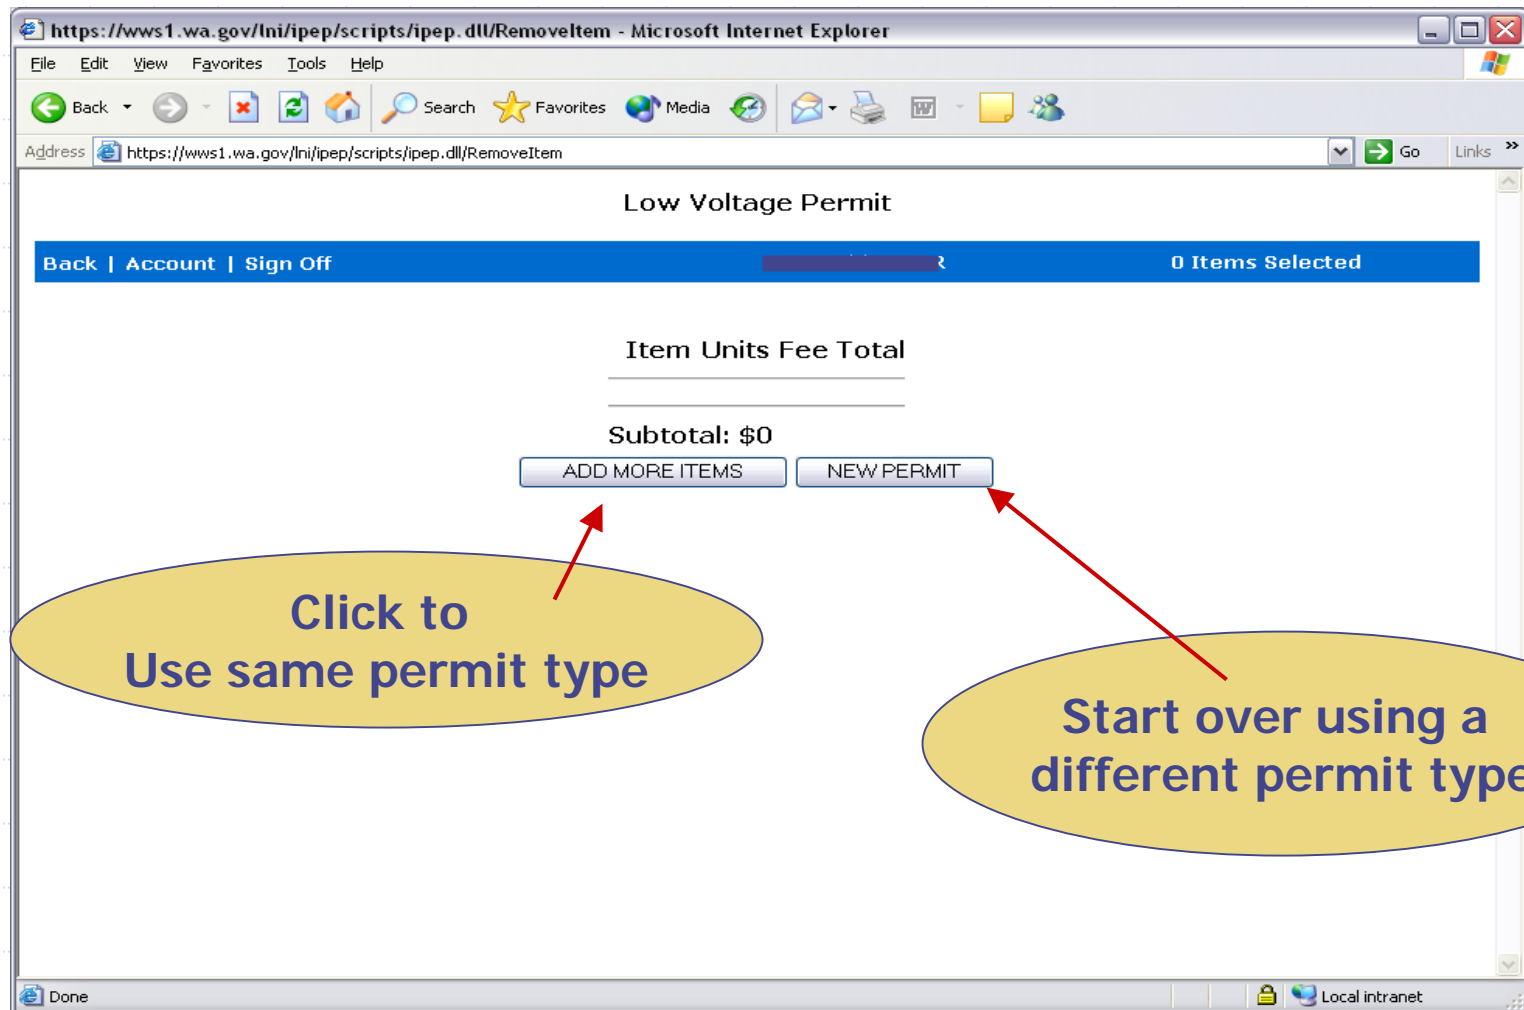 https://wws1.wa.gov/lni/ipep/scripts/ipep.dll/RemoveItem - Microsoft Internet Explorer
File Edit View Favorites Tools Help
Back Search Favorites Media
Address https://wws1.wa.gov/lni/ipep/scripts/ipep.dll/RemoveItem Go Links »
Low Voltage Permit
Back | Account | Sign Off 0 Items Selected
Item Units Fee Total
Subtotal: $0
ADD MORE ITEMS NEW PERMIT
Click to
Use same permit type
Start over using a
different permit type
Done Local intranet